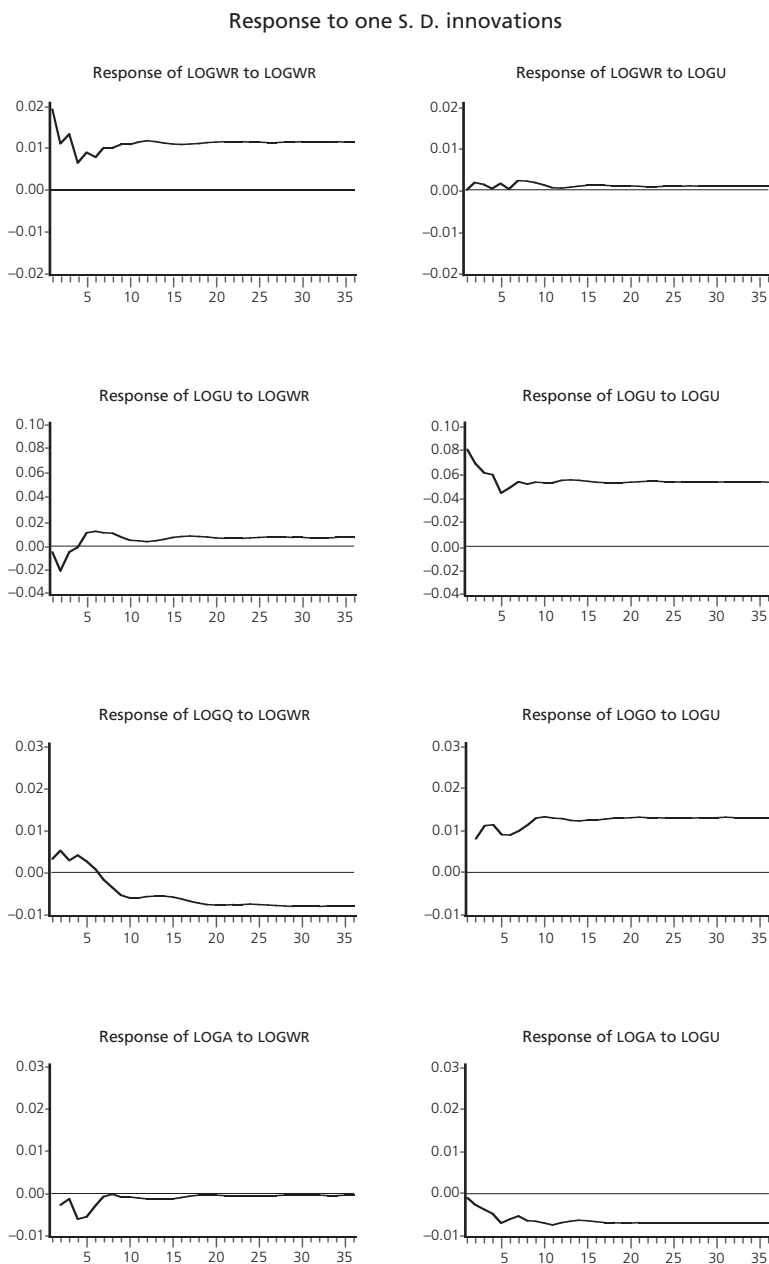 Response to one S. D. innovations
Response of LOGWR to LOGWR
0.02
0.01
0.00
−0.01
−0.02
5 10 15 20 25 30 35
Response of LOGWR to LOGU
0.02
0.01
0.00
−0.01
−0.02
5 10 15 20 25 30 35
Response of LOGU to LOGWR
0.10
0.08
0.06
0.04
0.02
0.00
−0.02
−0.04
5 10 15 20 25 30 35
Response of LOGU to LOGU
0.10
0.08
0.06
−0.04
−0.02
0.00
−0.02
−0.04
5 10 15 20 25 30 35
Response of LOGQ to LOGWR
0.03
0.02
0.01
0.00
−0.01
5 10 15 20 25 30 35
Response of LOGO to LOGU
0.03
0.02
0.01
0.00
−0.01
5 10 15 20 25 30 35
Response of LOGA to LOGWR
0.03
0.02
0.01
0.00
−0.01
5 10 15 20 25 30 35
Response of LOGA to LOGU
0.03
0.02
0.01
0.00
−0.01
5 10 15 20 25 30 35